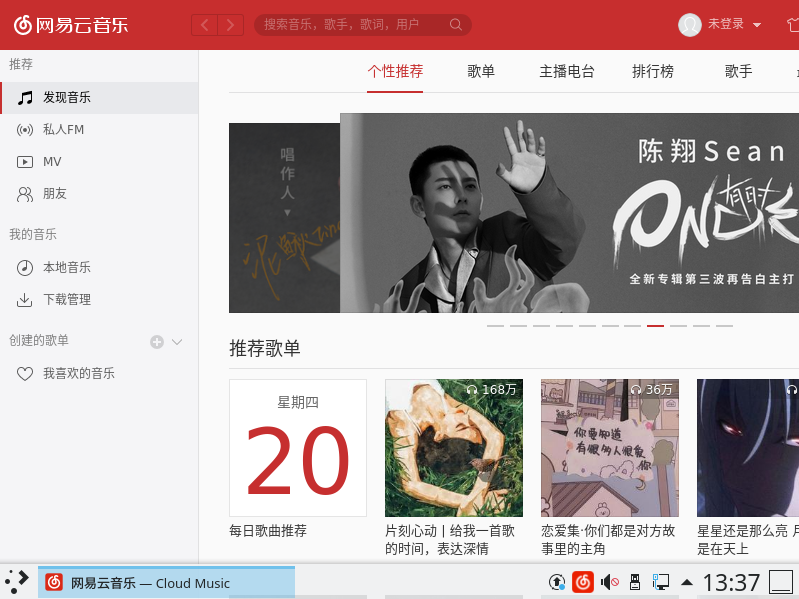 网易云音乐
搜索音乐，歌手，歌词，用户
未登录
推荐
发现音乐
私人FM
MV
朋友
我的音乐
本地音乐
下载管理
创建的歌单
我喜欢的音乐
个性推荐
歌单
主播电台
排行榜
歌手
唱作人
泥鳅
陈翔Sean
有时
全新专辑第三波再告白主打
推荐歌单
星期四
20
每日歌曲推荐
168万
片刻心动 | 给我一首歌
的时间，表达深情
36万
你要知道
有很多人很爱
你
恋爱集·你们都是对方故
事里的主角
星星还是那么亮 月
是在天上
网易云音乐 — Cloud Music
13:37